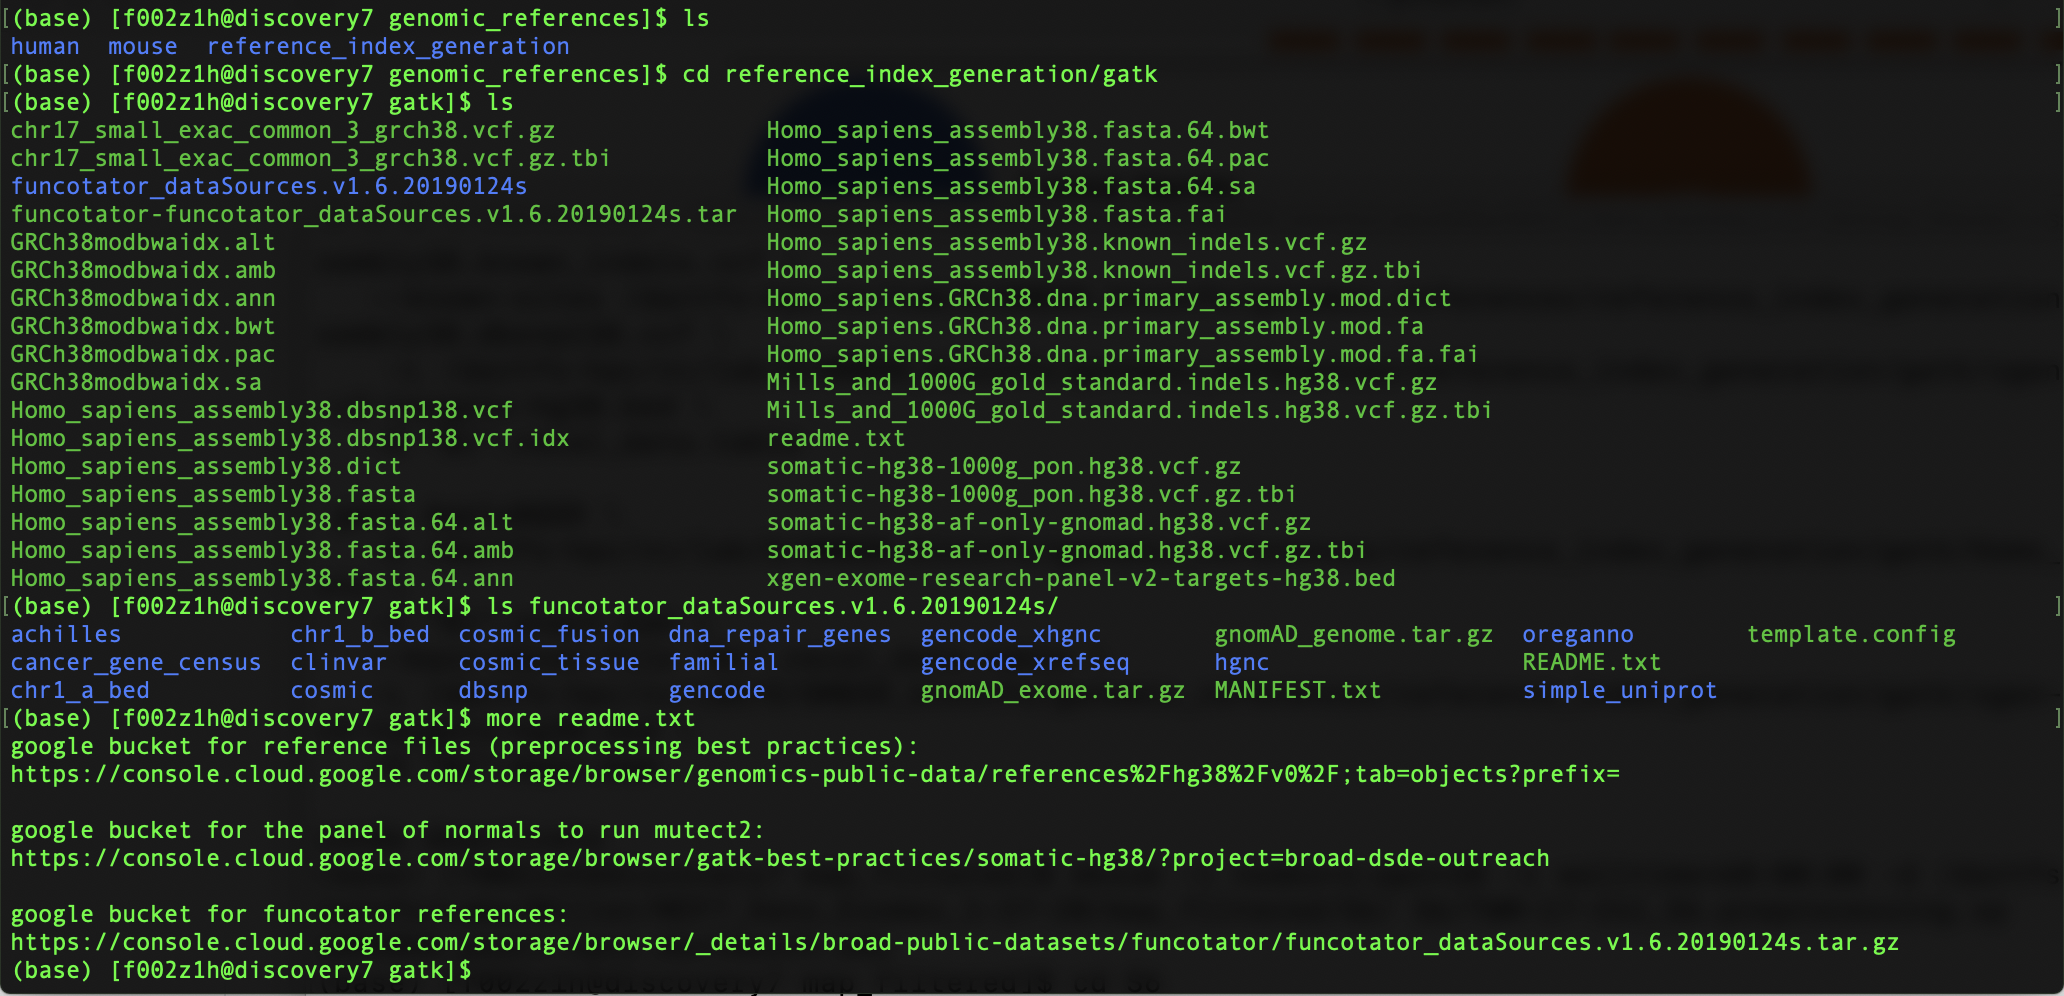 [(base) [f002z1h@discovery7 genomic_references]$ ls ]
human mouse reference_index_generation
[(base) [f002z1h@discovery7 genomic_references]$ cd reference_index_generation/gatk ]
[(base) [f002z1h@discovery7 gatk]$ ls ]
chr17_small_exac_common_3_grch38.vcf.gz Homo_sapiens_assembly38.fasta.64.bwt
chr17_small_exac_common_3_grch38.vcf.gz.tbi Homo_sapiens_assembly38.fasta.64.pac
funcotator_dataSources.v1.6.20190124s Homo_sapiens_assembly38.fasta.64.sa
funcotator-funcotator_dataSources.v1.6.20190124s.tar Homo_sapiens_assembly38.fasta.fai
GRCh38modbwaidx.alt Homo_sapiens_assembly38.known_indels.vcf.gz
GRCh38modbwaidx.amb Homo_sapiens_assembly38.known_indels.vcf.gz.tbi
GRCh38modbwaidx.ann Homo_sapiens.GRCh38.dna.primary_assembly.mod.dict
GRCh38modbwaidx.bwt Homo_sapiens.GRCh38.dna.primary_assembly.mod.fa
GRCh38modbwaidx.pac Homo_sapiens.GRCh38.dna.primary_assembly.mod.fa.fai
GRCh38modbwaidx.sa Mills_and_1000G_gold_standard.indels.hg38.vcf.gz
Homo_sapiens_assembly38.dbsnp138.vcf Mills_and_1000G_gold_standard.indels.hg38.vcf.gz.tbi
Homo_sapiens_assembly38.dbsnp138.vcf.idx readme.txt
Homo_sapiens_assembly38.dict somatic-hg38-1000g_pon.hg38.vcf.gz
Homo_sapiens_assembly38.fasta somatic-hg38-1000g_pon.hg38.vcf.gz.tbi
Homo_sapiens_assembly38.fasta.64.alt somatic-hg38-af-only-gnomad.hg38.vcf.gz
Homo_sapiens_assembly38.fasta.64.amb somatic-hg38-af-only-gnomad.hg38.vcf.gz.tbi
Homo_sapiens_assembly38.fasta.64.ann xgen-exome-research-panel-v2-targets-hg38.bed
[(base) [f002z1h@discovery7 gatk]$ ls funcotator_dataSources.v1.6.20190124s/ ]
achilles chr1_b_bed cosmic_fusion dna_repair_genes gencode_xhgnc gnomAD_genome.tar.gz oreganno template.config
cancer_gene_census clinvar cosmic_tissue familial gencode_xrefseq hgnc README.txt
chr1_a_bed cosmic dbsnp gencode gnomAD_exome.tar.gz MANIFEST.txt simple_uniprot
[(base) [f002z1h@discovery7 gatk]$ more readme.txt ]
google bucket for reference files (preprocessing best practices):
https://console.cloud.google.com/storage/browser/genomics-public-data/references%2Fhg38%2Fv0%2F;tab=objects?prefix=
google bucket for the panel of normals to run mutect2:
https://console.cloud.google.com/storage/browser/gatk-best-practices/somatic-hg38/?project=broad-dsde-outreach
google bucket for funcotator references:
https://console.cloud.google.com/storage/browser/_details/broad-public-datasets/funcotator/funcotator_dataSources.v1.6.20190124s.tar.gz
(base) [f002z1h@discovery7 gatk]$